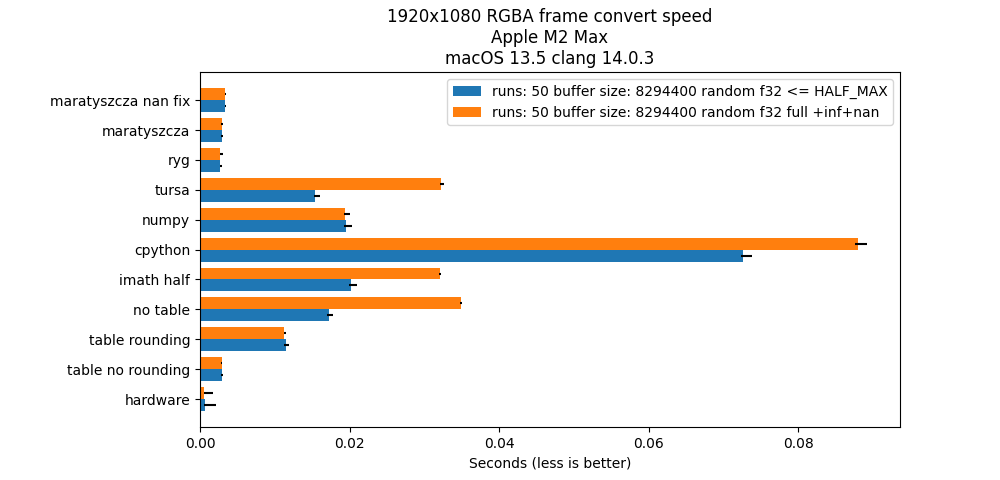 1920x1080 RGBA frame convert speed
Apple M2 Max
macOS 13.5 clang 14.0.3
runs: 50 buffer size: 8294400 random f32 <= HALF_MAX
runs: 50 buffer size: 8294400 random f32 full +inf+nan
maratyszcza nan fix
maratyszcza
ryg
tursa
numpy
cpython
imath half
no table
table rounding
table no rounding
hardware
0.00 0.02 0.04 0.06 0.08
Seconds (less is better)